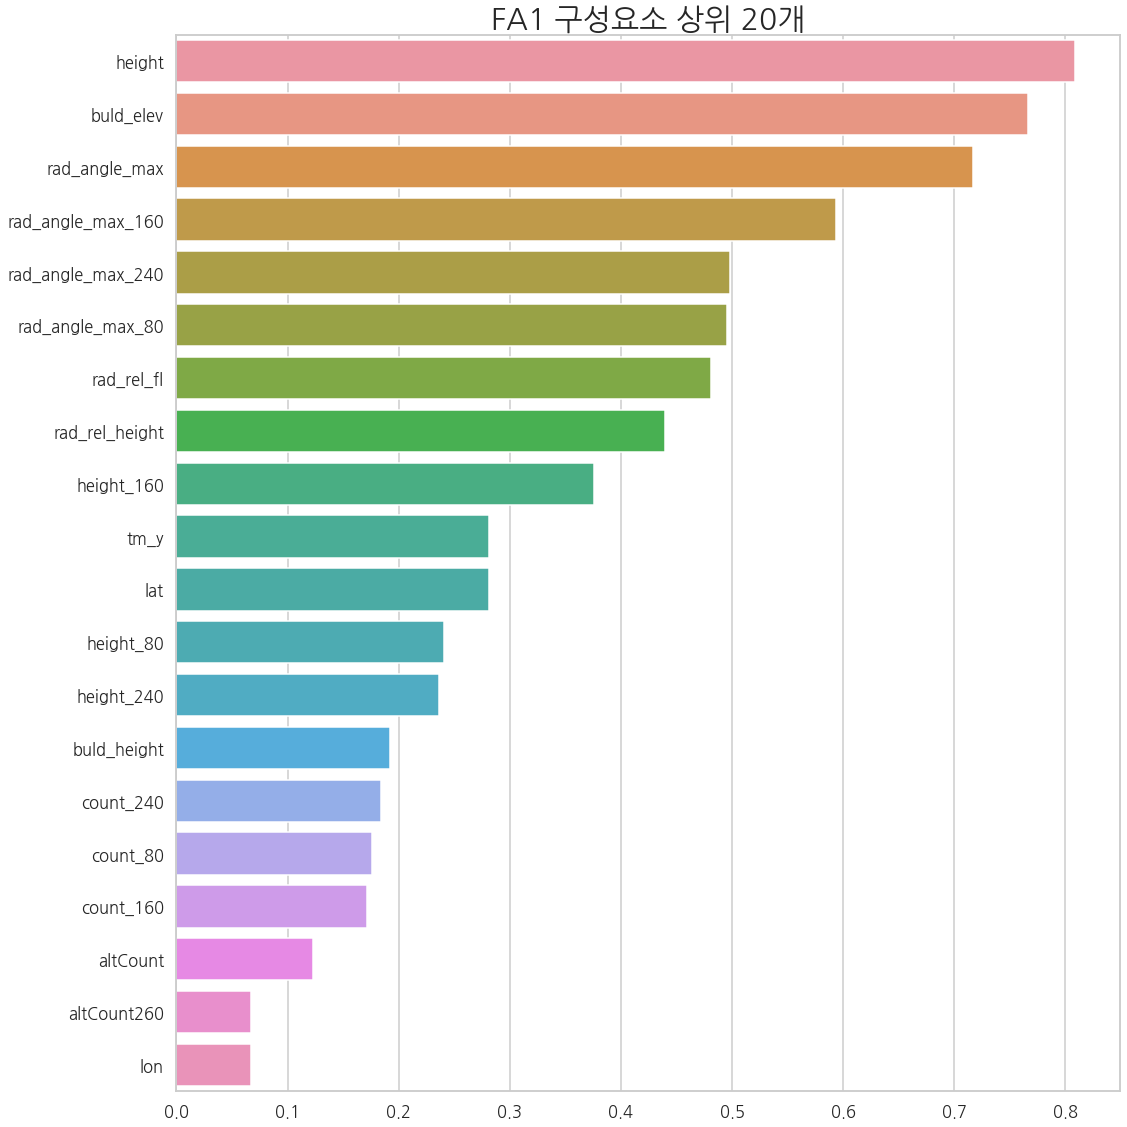 FA1 구성요소 상위 20개
height
buld_elev
rad_angle_max
rad_angle_max_160
rad_angle_max_240
rad_angle_max_80
rad_rel_fl
rad_rel_height
height_160
tm_y
lat
height_80
height_240
buld_height
count_240
count_80
count_160
altCount
altCount260
lon
0.0 0.1 0.2 0.3 0.4 0.5 0.6 0.7 0.8